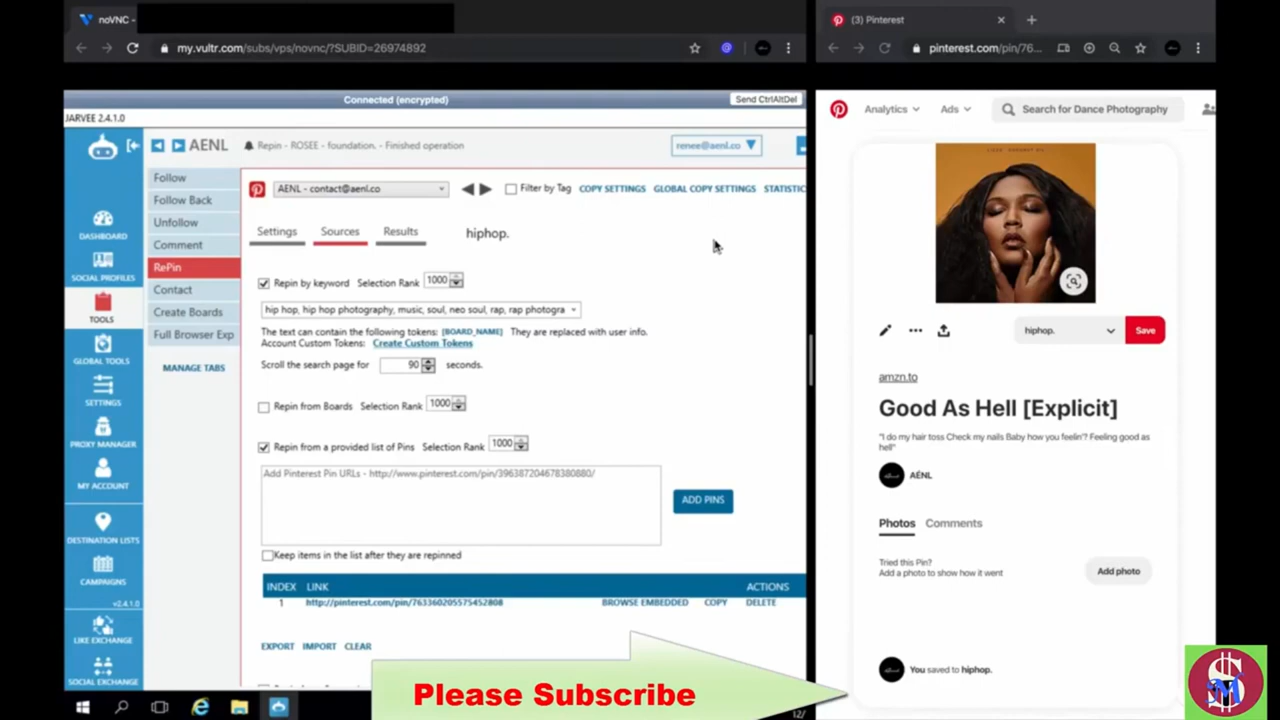 noVNC -
my.vultr.com/subs/vps/novnc/?SUBID=26974892
Connected (encrypted)
Send CtrlAltDel
JARVEE 2.4.1.0
AENL
Repin - ROSEE - foundation. - Finished operation
renee@aenl.co
Follow
Follow Back
Unfollow
Comment
RePin
Contact
Create Boards
Full Browser Exp
MANAGE TABS
DASHBOARD
SOCIAL PROFILES
TOOLS
GLOBAL TOOLS
SETTINGS
PROXY MANAGER
MY ACCOUNT
DESTINATION LISTS
CAMPAIGNS
v2.4.1.0
LIKE EXCHANGE
SOCIAL EXCHANGE
AENL - contact@aenl.co
Filter by Tag
COPY SETTINGS
GLOBAL COPY SETTINGS
STATISTIC
Settings
Sources
Results
hiphop.
Repin by keyword Selection Rank 1000
hip hop, hip hop photography, music, soul, neo soul, rap, rap photogra
The text can contain the following tokens: [BOARD_NAME] They are replaced with user info.
Account Custom Tokens: Create Custom Tokens
Scroll the search page for 90 seconds.
Repin from Boards Selection Rank 1000
Repin from a provided list of Pins Selection Rank 1000
Add Pinterest Pin URLs - http://www.pinterest.com/pin/396387204678380880/
ADD PINS
Keep items in the list after they are repinned
INDEX LINK ACTIONS
1 http://pinterest.com/pin/763360205575452808 BROWSE EMBEDDED COPY DELETE
EXPORT IMPORT CLEAR
Please Subscribe
12/
(3) Pinterest
pinterest.com/pin/76...
Analytics
Ads
Search for Dance Photography
hiphop.
Save
amzn.to
Good As Hell [Explicit]
"I do my hair toss Check my nails Baby how you feelin'? Feeling good as
hell"
AÉNL
Photos
Comments
Tried this Pin?
Add a photo to show how it went
Add photo
You saved to hiphop.